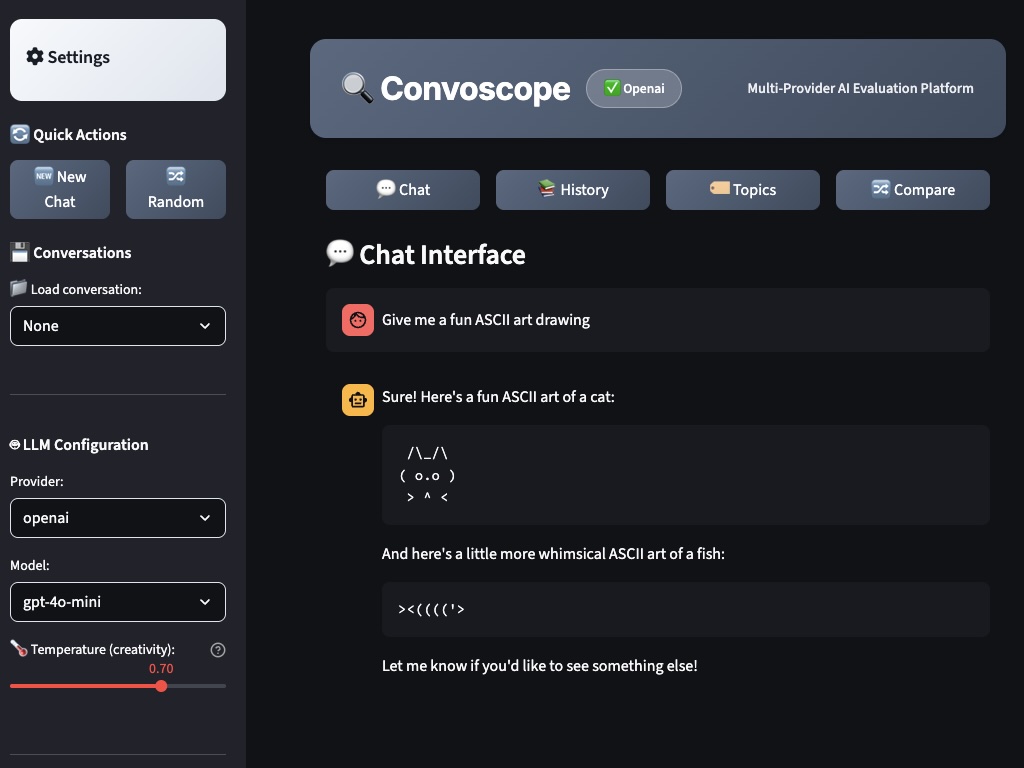 Settings
Quick Actions
NEW New
Chat
Random
Conversations
Load conversation:
None
LLM Configuration
Provider:
openai
Model:
gpt-4o-mini
Temperature (creativity):
?
0.70
Convoscope
Openai
Multi-Provider AI Evaluation Platform
Chat
History
Topics
Compare
Chat Interface
Give me a fun ASCII art drawing
Sure! Here's a fun ASCII art of a cat:
 /\_/\
( o.o )
 > ^ <
And here's a little more whimsical ASCII art of a fish:
><(((('>
Let me know if you'd like to see something else!